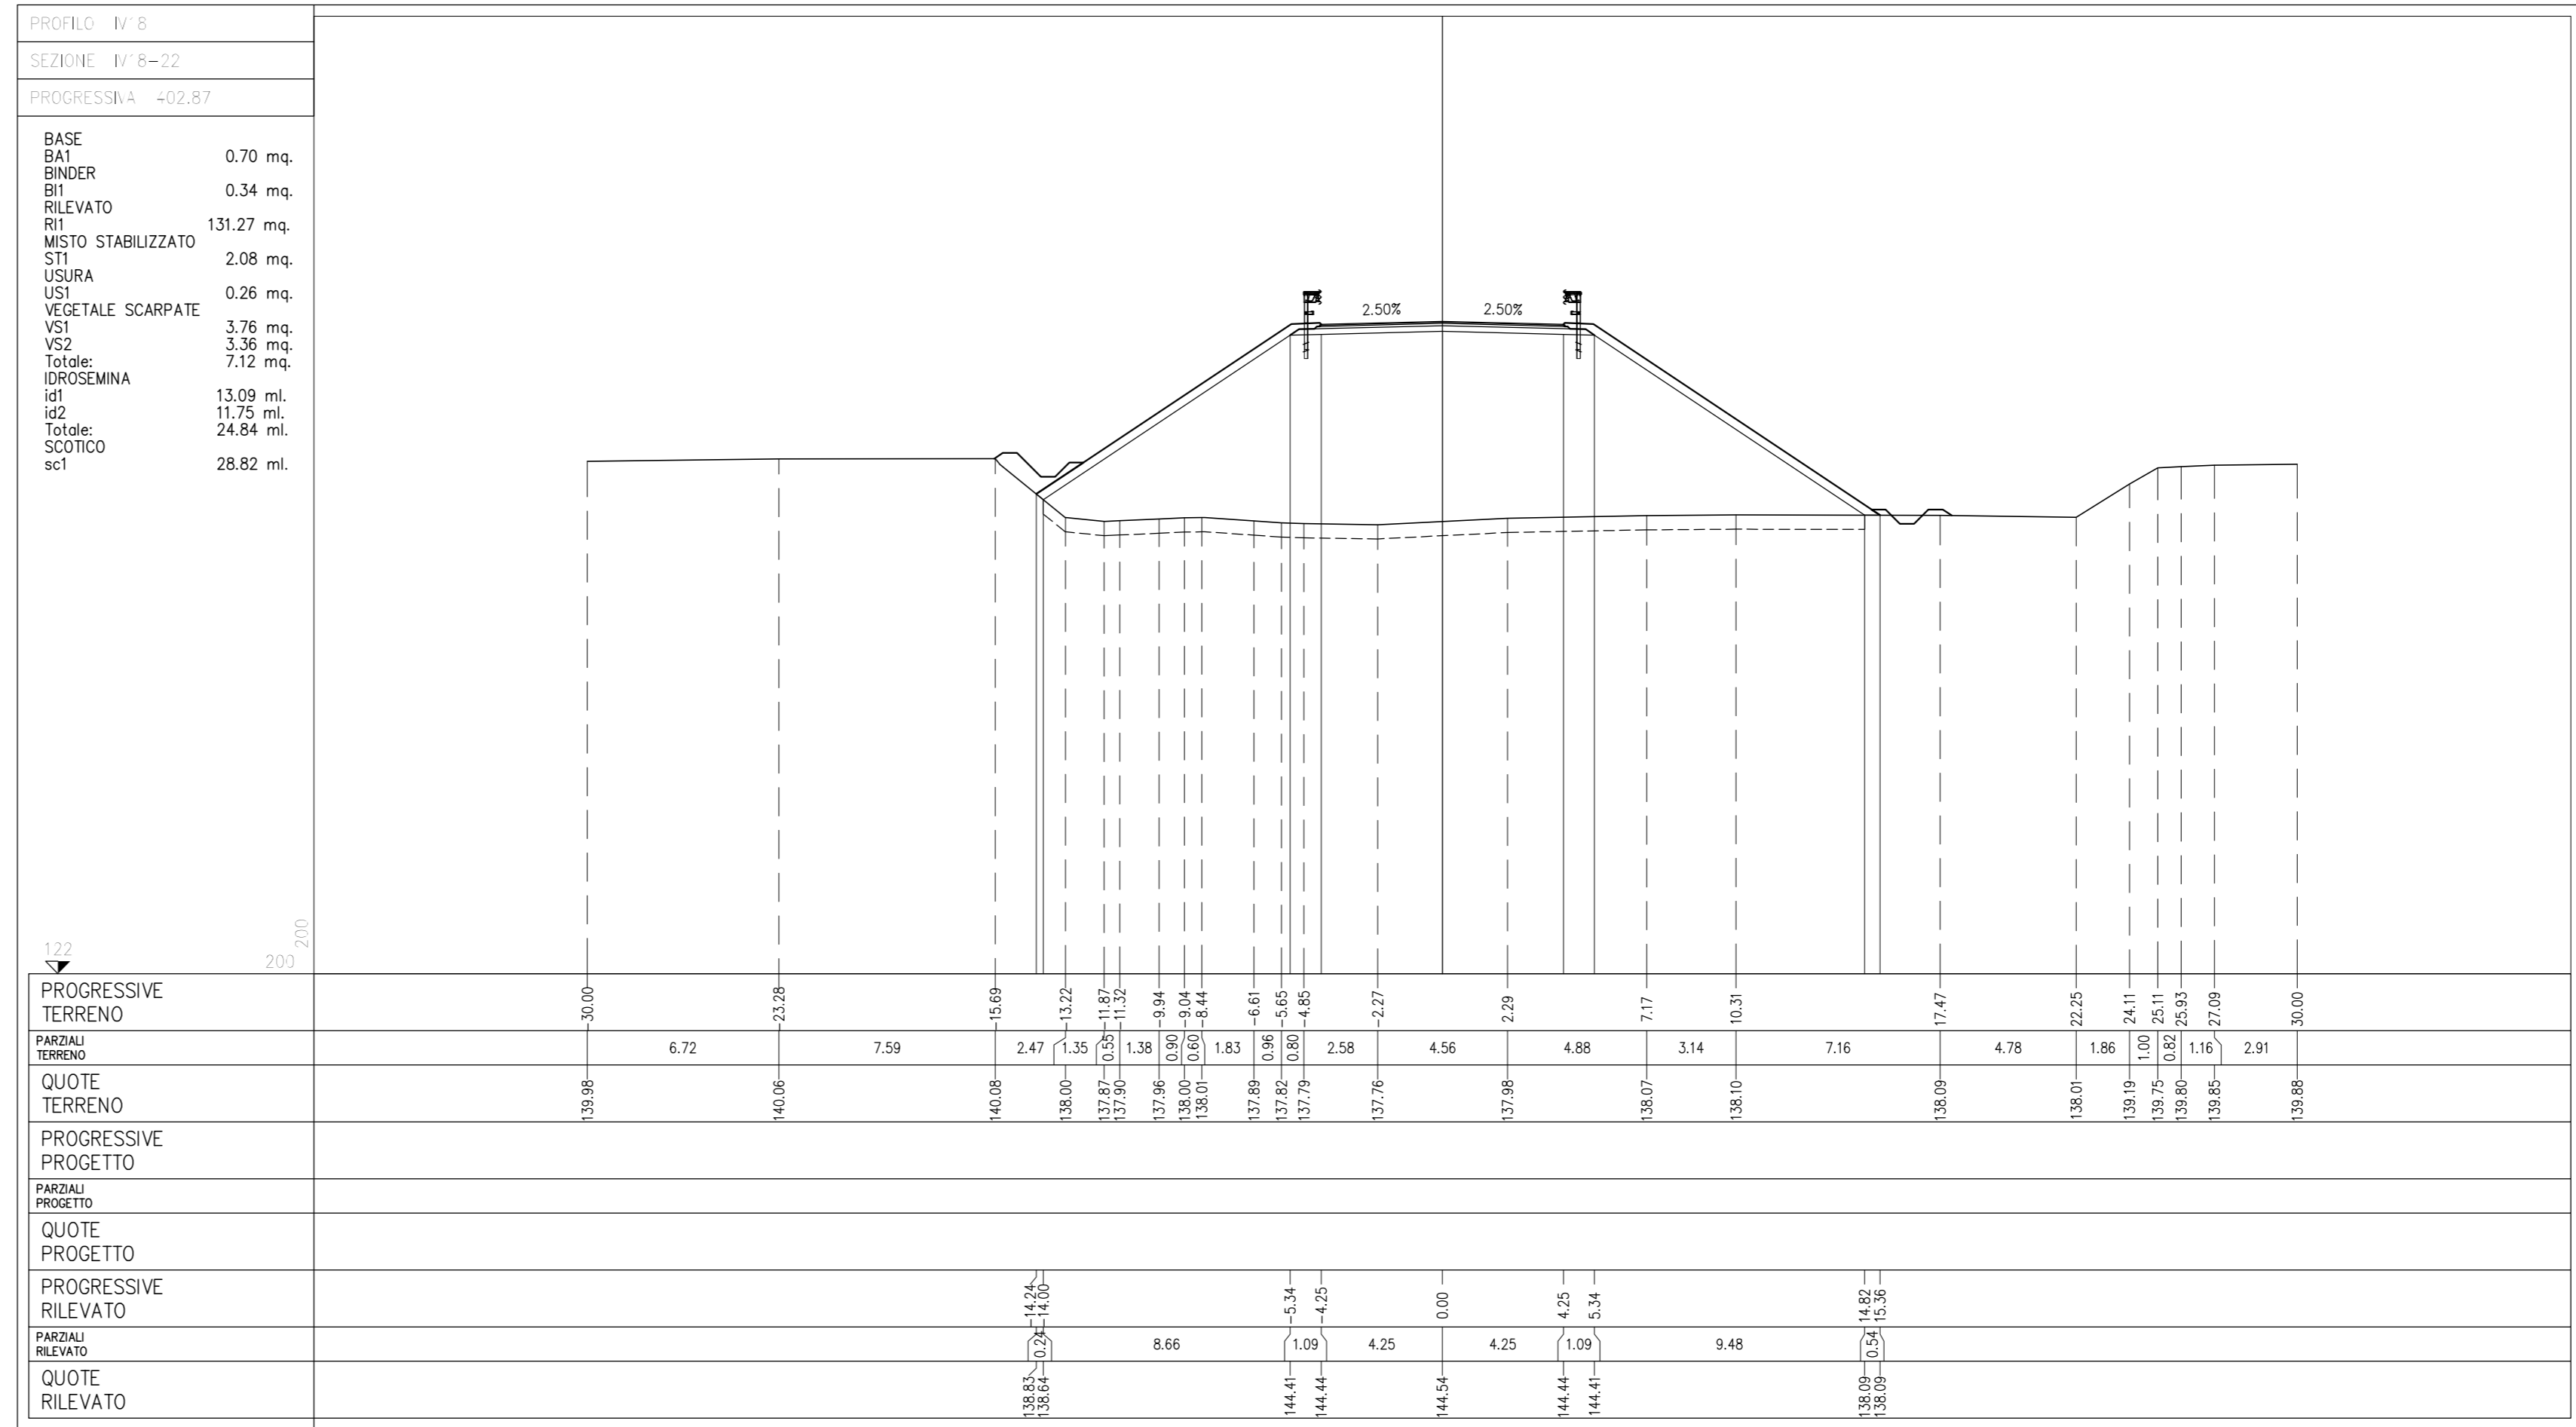 PROFILO IV18
SEZIONE IV18-22
PROGRESSIVA 402.87
BASE
BA1 0.70 mq.
BINDER
BI1 0.34 mq.
RILEVATO
RI1 131.27 mq.
MISTO STABILIZZATO
ST1 2.08 mq.
USURA
US1 0.26 mq.
VEGETALE SCARPATE
VS1 3.76 mq.
VS2 3.36 mq.
Totale: 7.12 mq.
IDROSEMINA
id1 13.09 ml.
id2 11.75 ml.
Totale: 24.84 ml.
SCOTICO
sc1 28.82 ml.
2.50% 2.50%
122 200 200
PROGRESSIVE
TERRENO
-30.00 -23.28 -15.69 -13.22 -11.87 -11.32 -9.94 -9.04 -8.44 -6.61 -5.65 -4.85 -2.27 2.29 7.17 10.31 17.47 22.25 24.11 25.11 25.93 27.09 30.00
PARZIALI
TERRENO
6.72 7.59 2.47 1.35 0.55 1.38 0.90 0.60 1.83 0.96 0.80 2.58 4.56 4.88 3.14 7.16 4.78 1.86 1.00 0.82 1.16 2.91
QUOTE
TERRENO
139.98 140.06 140.08 138.00 137.87 137.90 137.96 138.00 138.01 137.89 137.82 137.79 137.76 137.98 138.07 138.10 138.09 138.01 139.19 139.75 139.80 139.85 139.88
PROGRESSIVE
PROGETTO
PARZIALI
PROGETTO
QUOTE
PROGETTO
PROGRESSIVE
RILEVATO
-14.24 -14.00 -5.34 -4.25 0.00 4.25 5.34 14.82 15.36
PARZIALI
RILEVATO
0.24 8.66 1.09 4.25 4.25 1.09 9.48 0.54
QUOTE
RILEVATO
138.83 138.64 144.41 144.44 144.54 144.44 144.41 138.09 138.09